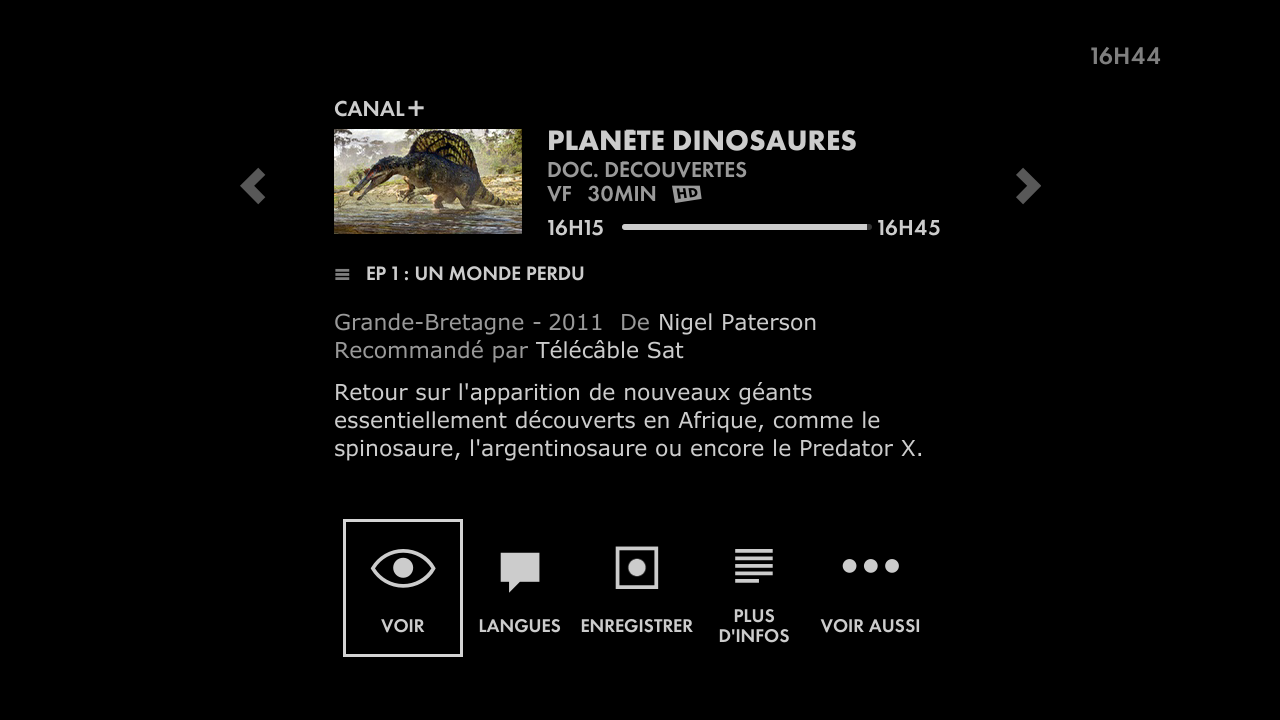 16H44
CANAL+
PLANÈTE DINOSAURES
DOC. DÉCOUVERTES
VF 30MIN HD
16H15 16H45
EP 1 : UN MONDE PERDU
Grande-Bretagne - 2011 De Nigel Paterson
Recommandé par Télécâble Sat
Retour sur l'apparition de nouveaux géants
essentiellement découverts en Afrique, comme le
spinosaure, l'argentinosaure ou encore le Predator X.
VOIR
LANGUES
ENREGISTRER
PLUS
D'INFOS
VOIR AUSSI